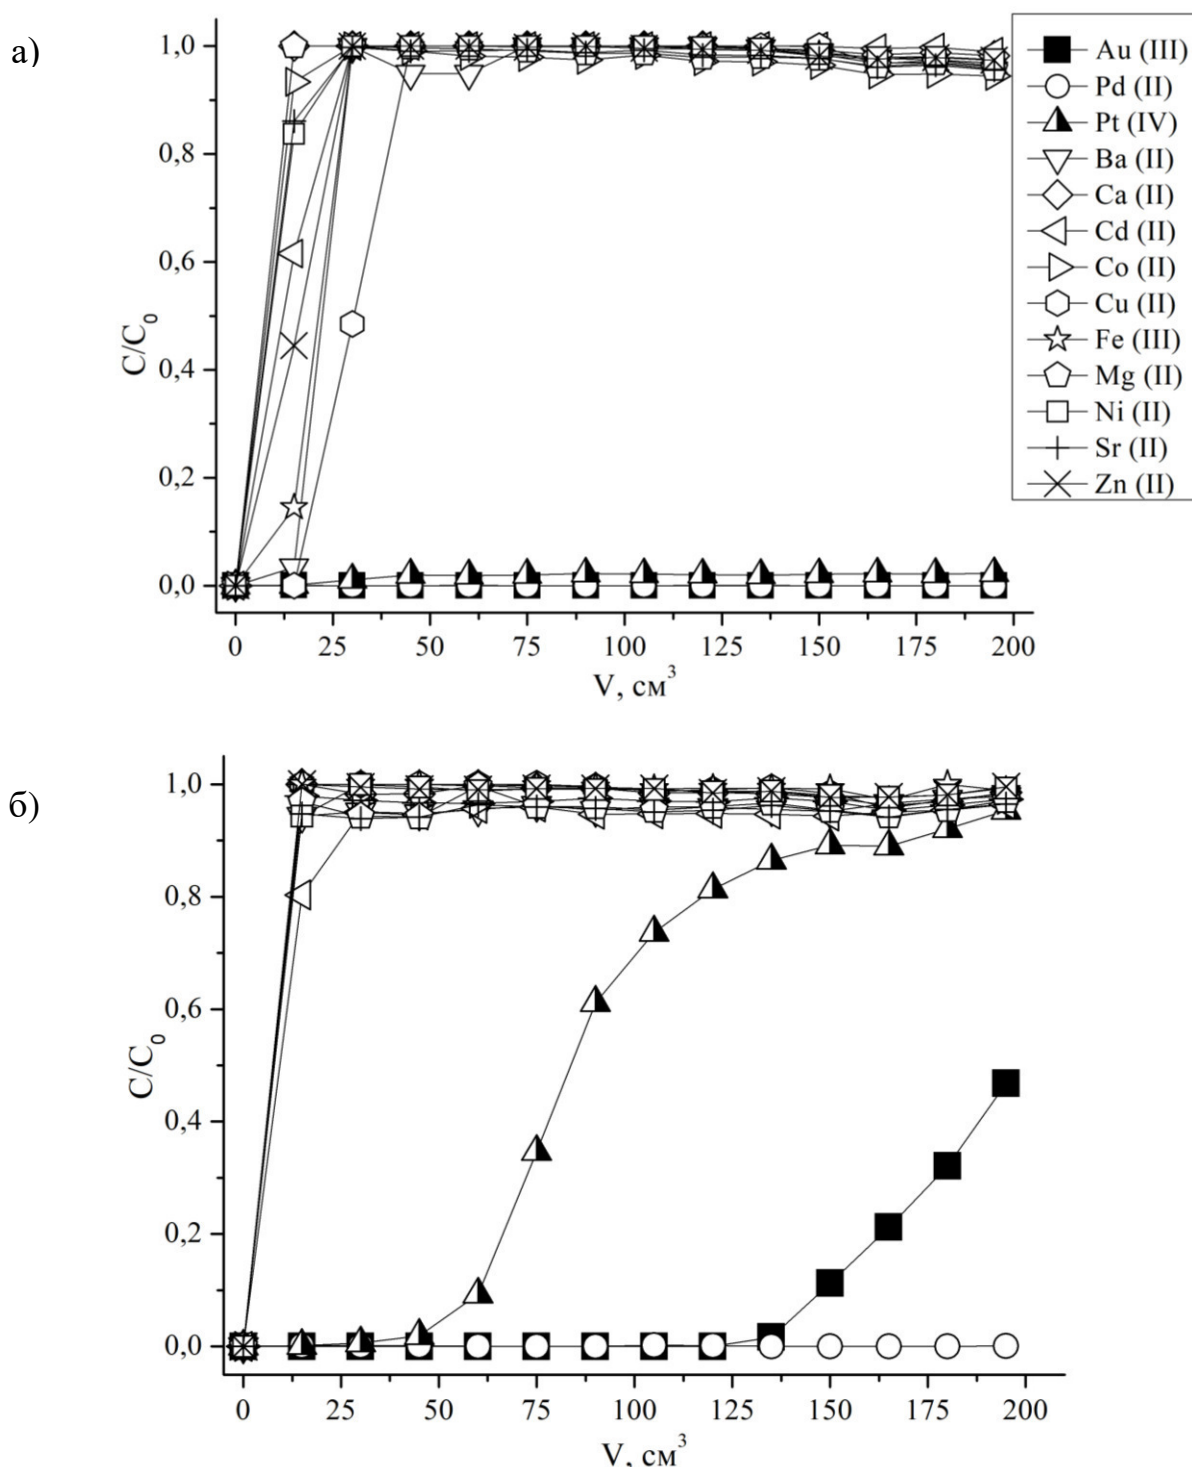 а)
1,0
0,8
0,6
0,4
0,2
0,0
C/C0
0 25 50 75 100 125 150 175 200
V, см³
Au (III)
Pd (II)
Pt (IV)
Ba (II)
Ca (II)
Cd (II)
Co (II)
Cu (II)
Fe (III)
Mg (II)
Ni (II)
Sr (II)
Zn (II)
б)
1,0
0,8
0,6
0,4
0,2
0,0
C/C0
0 25 50 75 100 125 150 175 200
V, см³